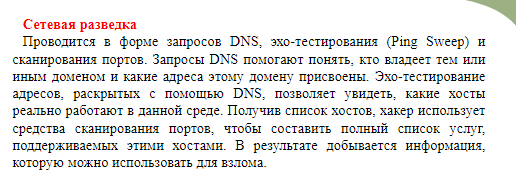 Сетевая разведка
Проводится в форме запросов DNS, эхо-тестирования (Ping Sweep) и
сканирования портов. Запросы DNS помогают понять, кто владеет тем или
иным доменом и какие адреса этому домену присвоены. Эхо-тестирование
адресов, раскрытых с помощью DNS, позволяет увидеть, какие хосты
реально работают в данной среде. Получив список хостов, хакер использует
средства сканирования портов, чтобы составить полный список услуг,
поддерживаемых этими хостами. В результате добывается информация,
которую можно использовать для взлома.